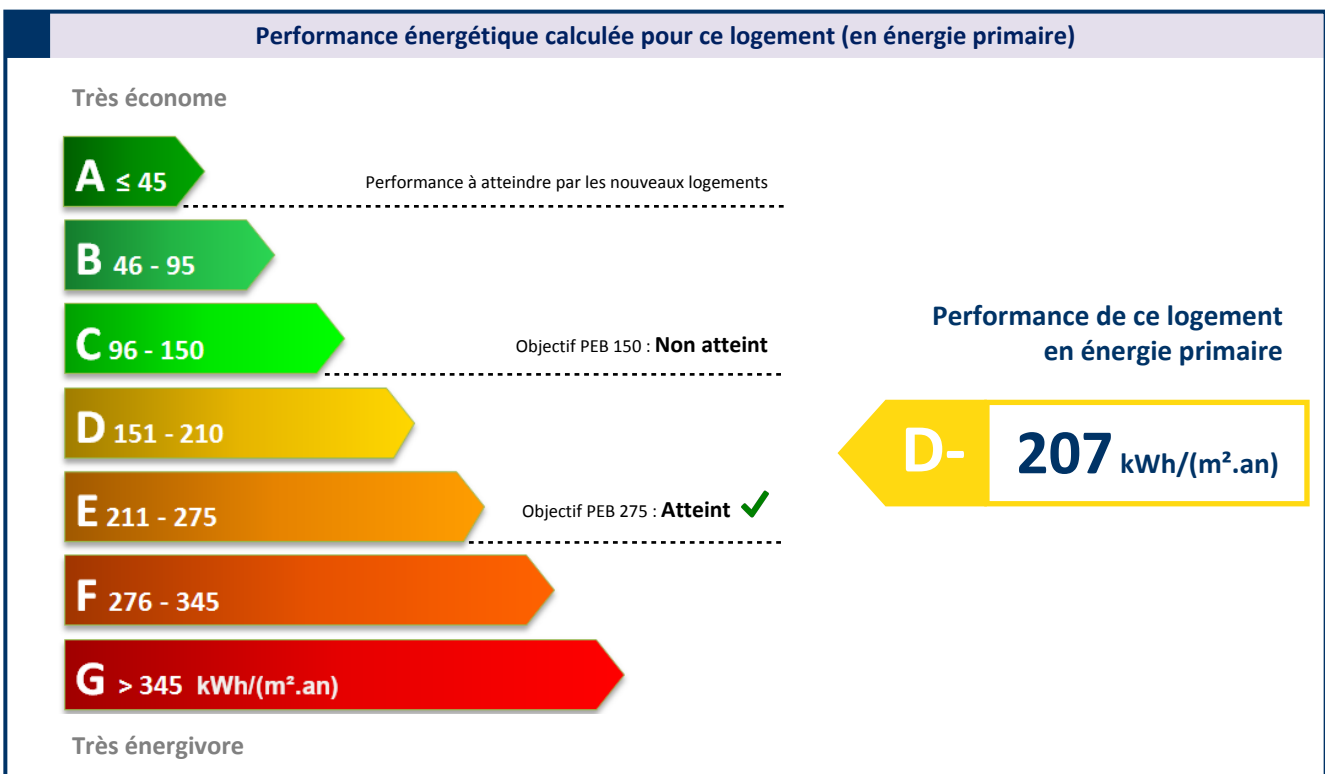 Performance énergétique calculée pour ce logement (en énergie primaire)
Très économe
A ≤ 45
Performance à atteindre par les nouveaux logements
B 46 - 95
C 96 - 150
Objectif PEB 150 : Non atteint
Performance de ce logement
en énergie primaire
D 151 - 210
D- 207 kWh/(m².an)
E 211 - 275
Objectif PEB 275 : Atteint ✓
F 276 - 345
G > 345 kWh/(m².an)
Très énergivore